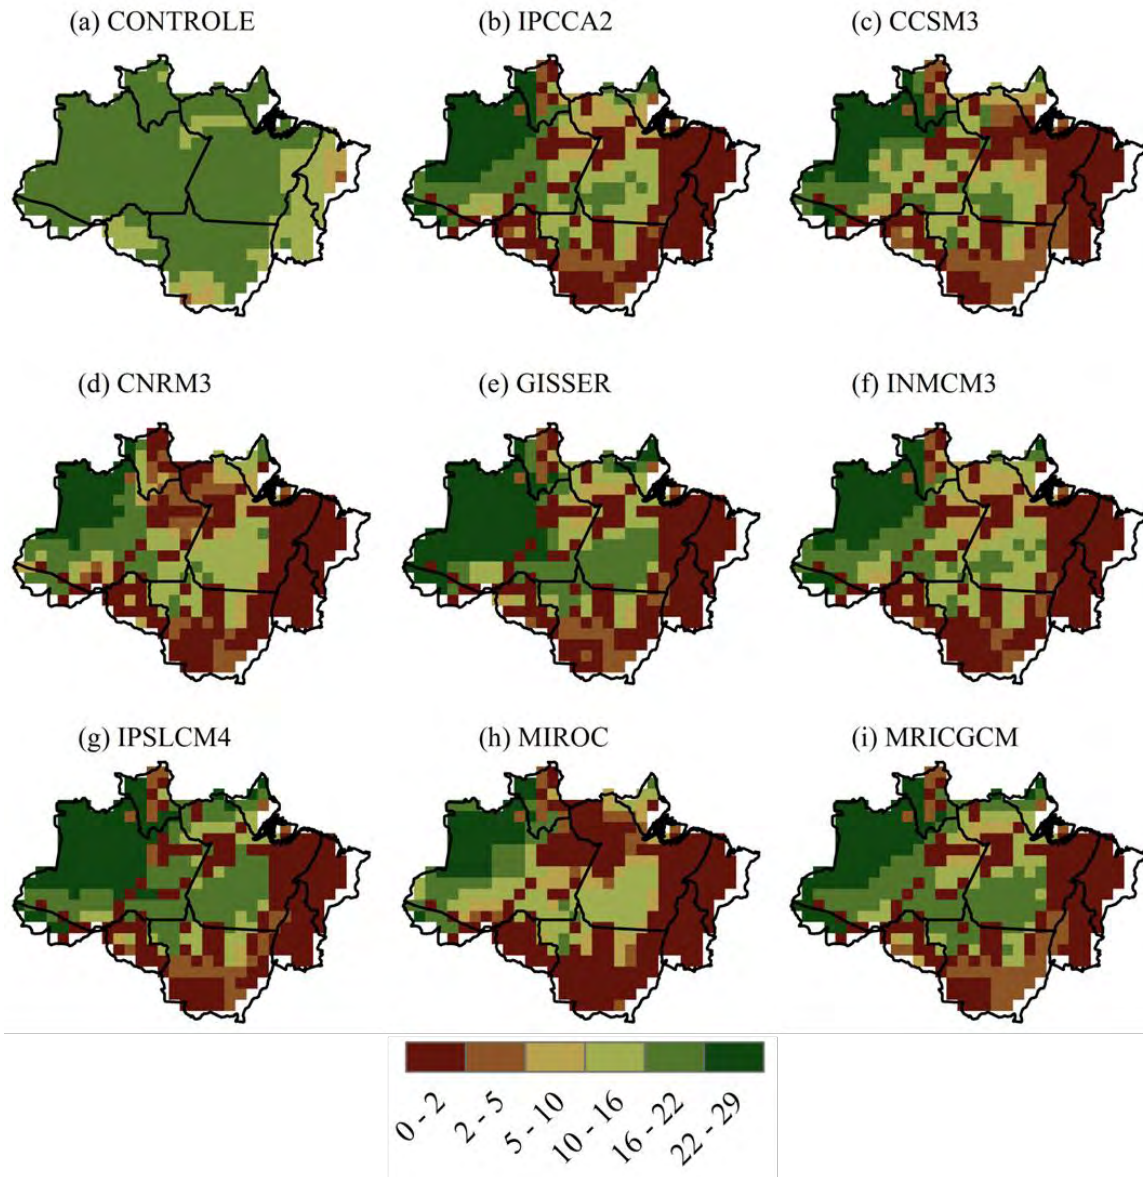 (a) CONTROLE
(b) IPCCA2
(c) CCSM3
(d) CNRM3
(e) GISSER
(f) INMCM3
(g) IPSLCM4
(h) MIROC
(i) MRICGCM
0 - 2
2 - 5
5 - 10
10 - 16
16 - 22
22 - 29